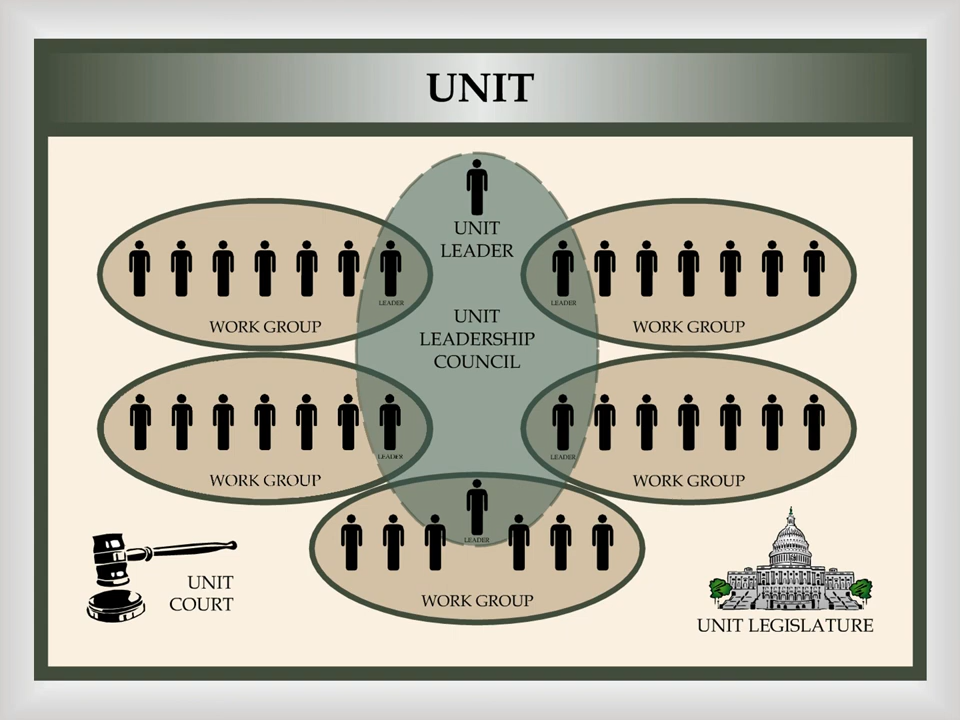 UNIT
UNIT
LEADER
LEADER
WORK GROUP
LEADER
WORK GROUP
UNIT
LEADERSHIP
COUNCIL
LEADER
WORK GROUP
LEADER
WORK GROUP
LEADER
WORK GROUP
UNIT
COURT
UNIT LEGISLATURE